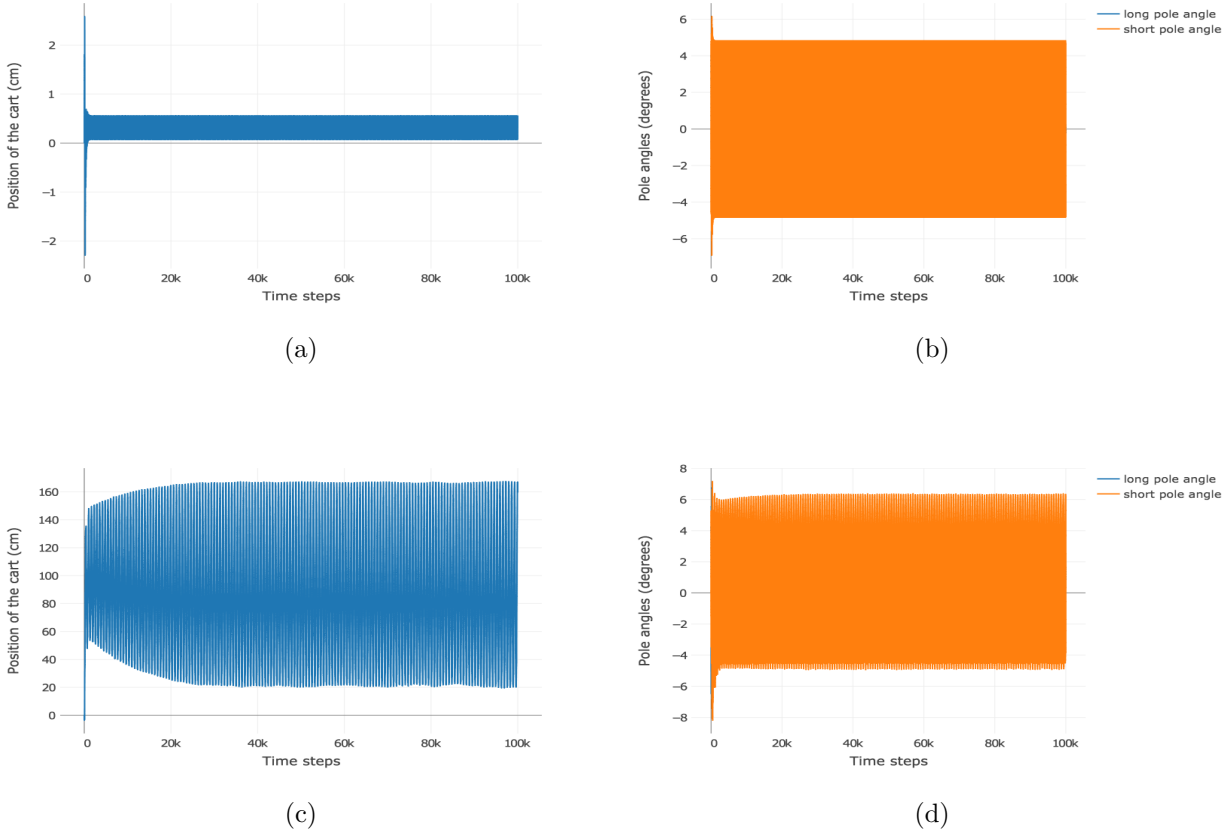 long pole angle
short pole angle
Position of the cart (cm)
2
1
0
−1
−2
0 20k 40k 60k 80k 100k
Time steps
(a)
Pole angles (degrees)
6
4
2
0
−2
−4
−6
0 20k 40k 60k 80k 100k
Time steps
(b)
Position of the cart (cm)
160
140
120
100
80
60
40
20
0
0 20k 40k 60k 80k 100k
Time steps
(c)
long pole angle
short pole angle
Pole angles (degrees)
8
6
4
2
0
−2
−4
−6
−8
0 20k 40k 60k 80k 100k
Time steps
(d)